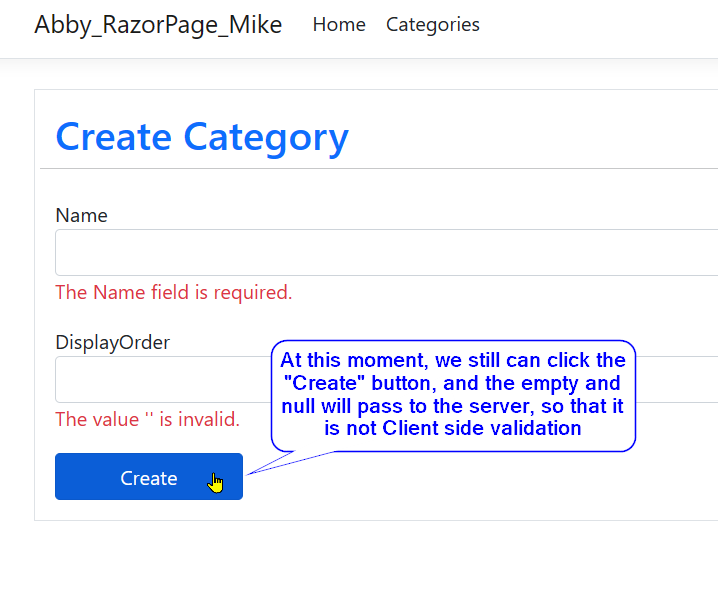 Abby_RazorPage_Mike Home Categories
Create Category
Name
The Name field is required.
DisplayOrder
The value '' is invalid.
At this moment, we still can click the
"Create" button, and the empty and
null will pass to the server, so that it
is not Client side validation
Create